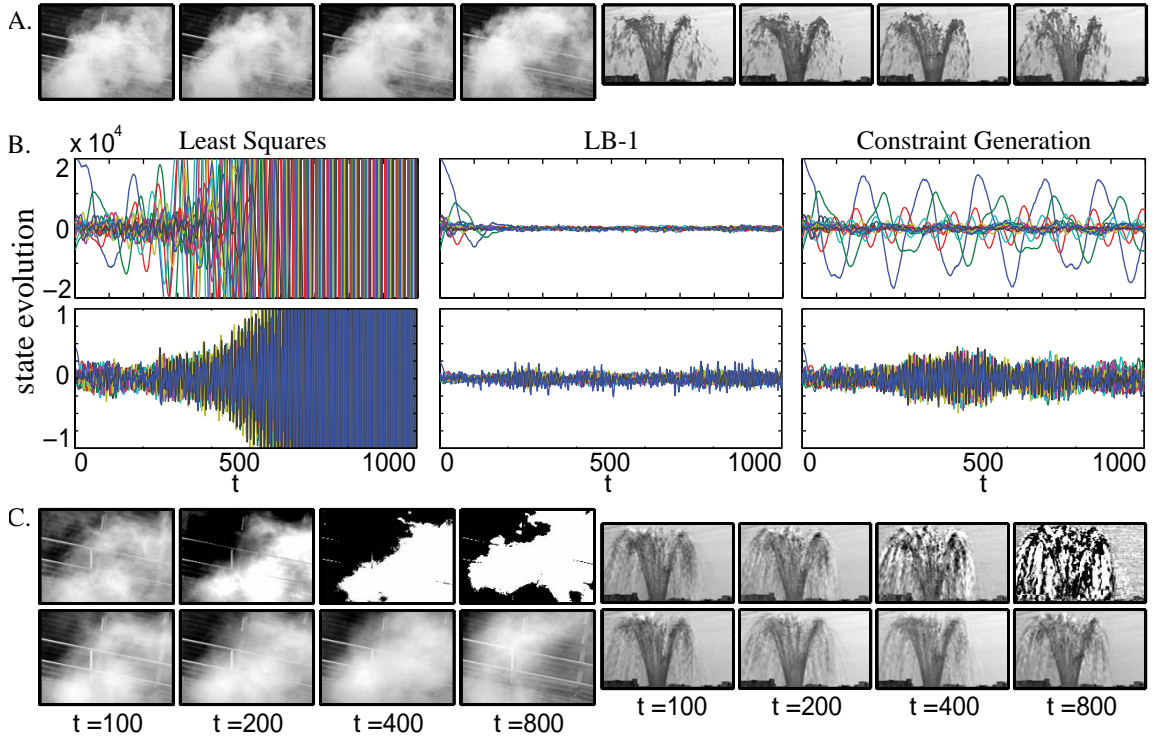 A.
B.
× 10^4
Least Squares
LB-1
Constraint Generation
state evolution
2
0
−2
1
0
−1
0 500 1000
0 500 1000
0 500 1000
t
t
t
C.
t =100 t =200 t =400 t =800 t =100 t =200 t =400 t =800